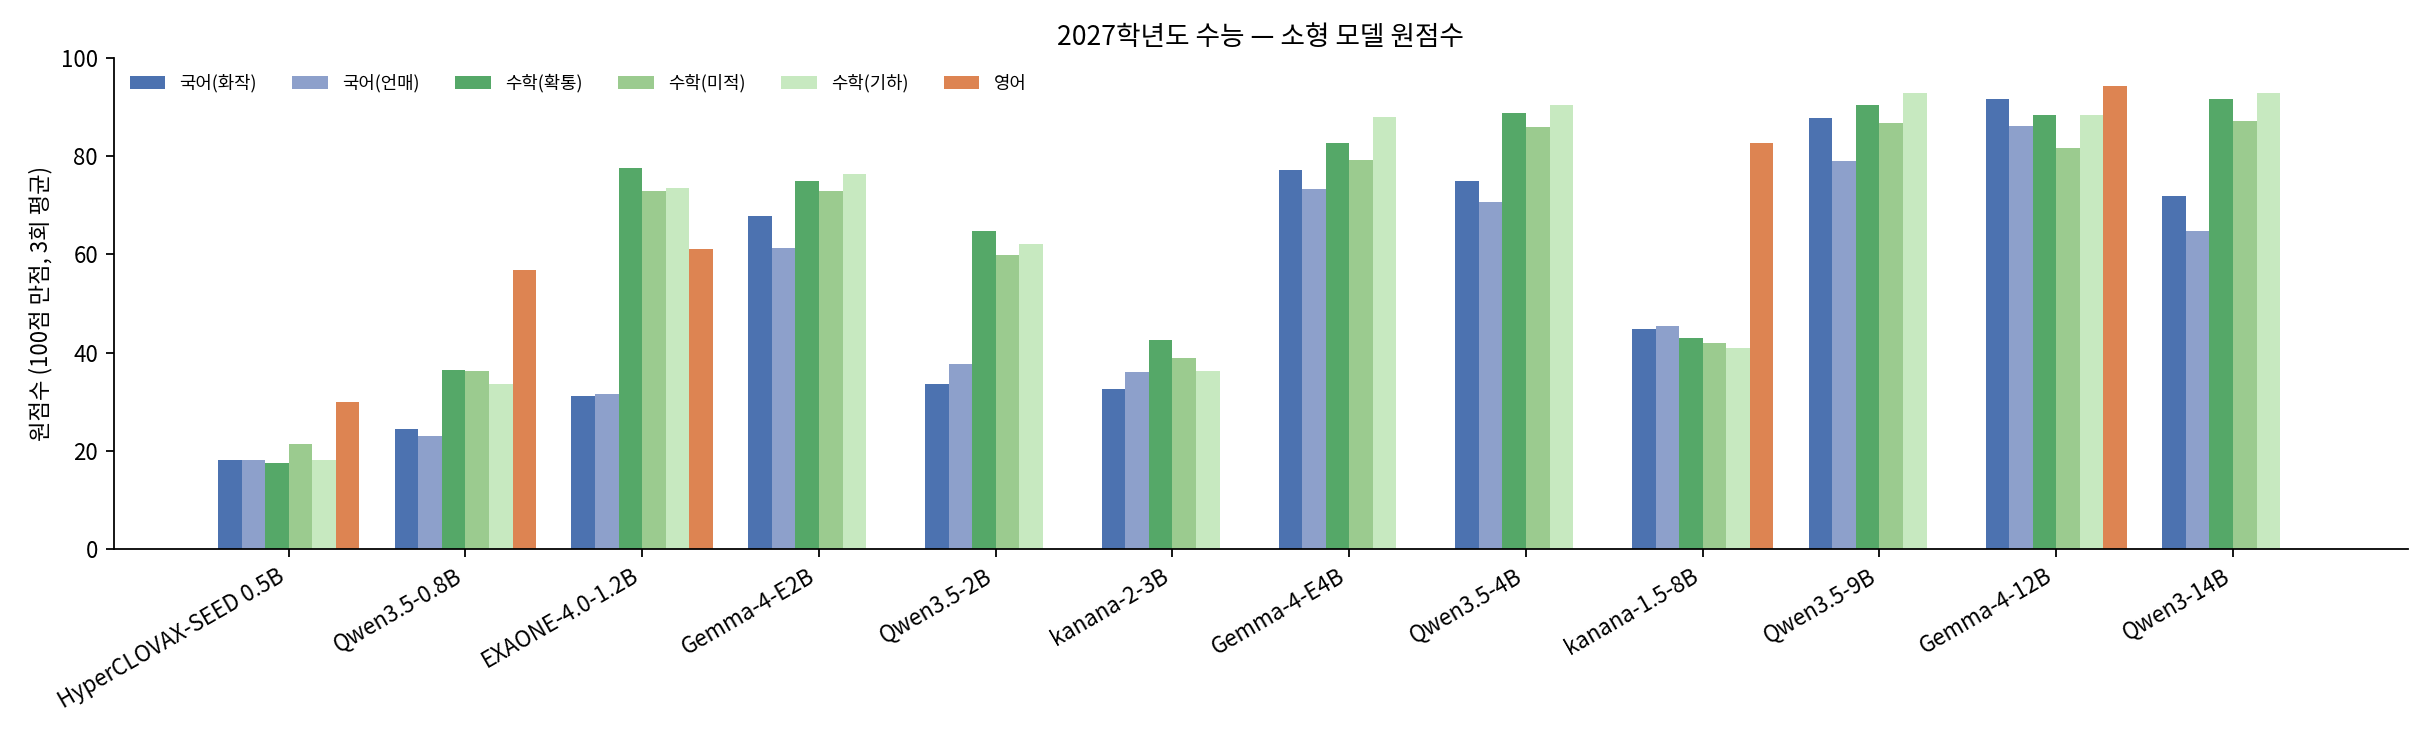 2027학년도 수능 — 소형 모델 원점수
원점수 (100점 만점, 3회 평균)
100
80
60
40
20
0
국어(화작) 국어(언매) 수학(확통) 수학(미적) 수학(기하) 영어
HyperCLOVAX-SEED 0.5B
Qwen3.5-0.8B
EXAONE-4.0-1.2B
Gemma-4-E2B
Qwen3.5-2B
kanana-2-3B
Gemma-4-E4B
Qwen3.5-4B
kanana-1.5-8B
Qwen3.5-9B
Gemma-4-12B
Qwen3-14B